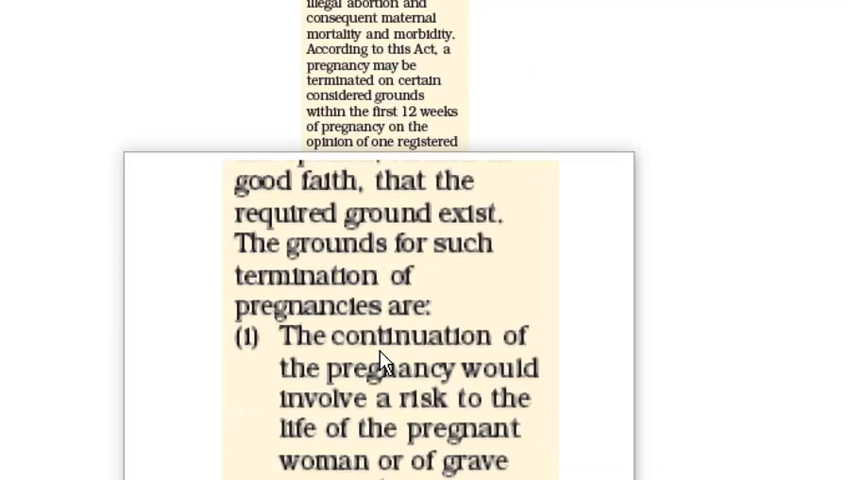 illegal abortion and
consequent maternal
mortality and morbidity.
According to this Act, a
pregnancy may be
terminated on certain
considered grounds
within the first 12 weeks
of pregnancy on the
opinion of one registered
good faith, that the
required ground exist.
The grounds for such
termination of
pregnancies are:
(1) The continuation of
the pregnancy would
involve a risk to the
life of the pregnant
woman or of grave